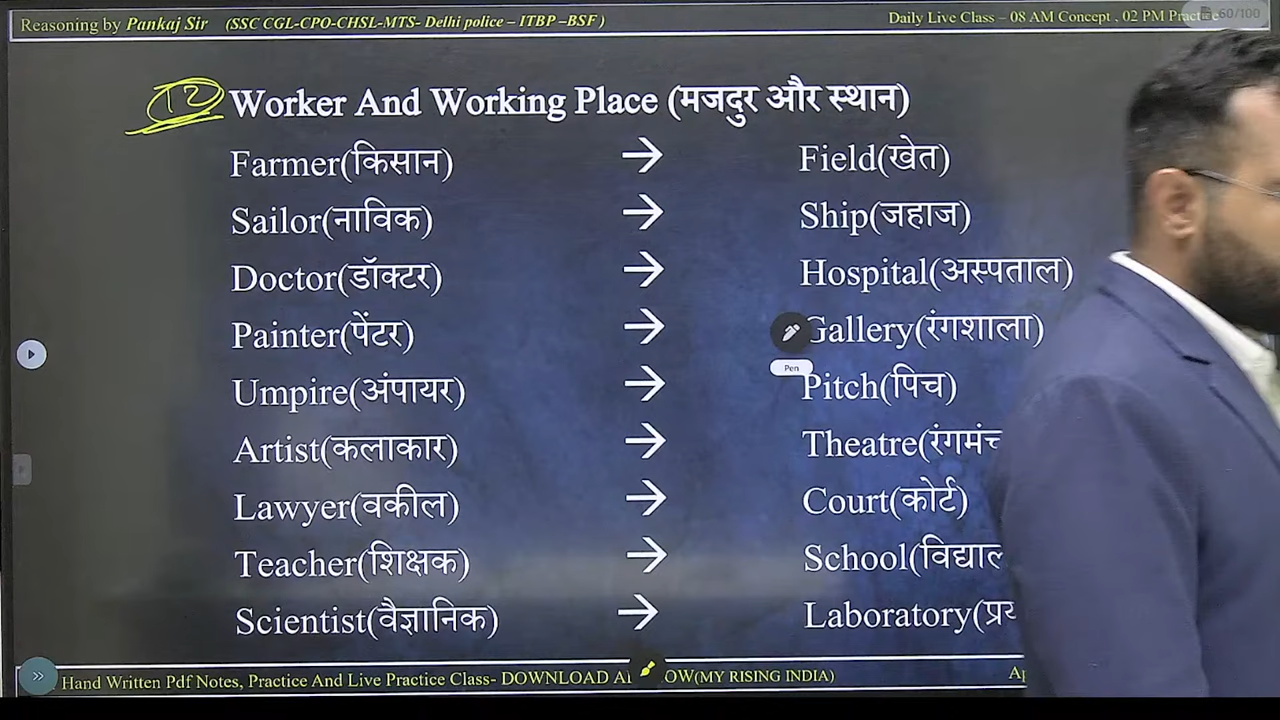 Reasoning by Pankaj Sir (SSC CGL-CPO-CHSL-MTS- Delhi police – ITBP –BSF )
Daily Live Class – 08 AM Concept , 02 PM Practice
60/100
12 Worker And Working Place (मजदुर और स्थान)
Farmer(किसान) → Field(खेत)
Sailor(नाविक) → Ship(जहाज)
Doctor(डॉक्टर) → Hospital(अस्पताल)
Painter(पेंटर) → Gallery(रंगशाला)
Pen
Umpire(अंपायर) → Pitch(पिच)
Artist(कलाकार) → Theatre(रंगमंच
Lawyer(वकील) → Court(कोर्ट)
Teacher(शिक्षक) → School(
Scientist(वैज्ञानिक) → Laboratory(
Hand Written Pdf Notes, Practice And Live Practice Class- DOWNLOAD (MY RISING INDIA)